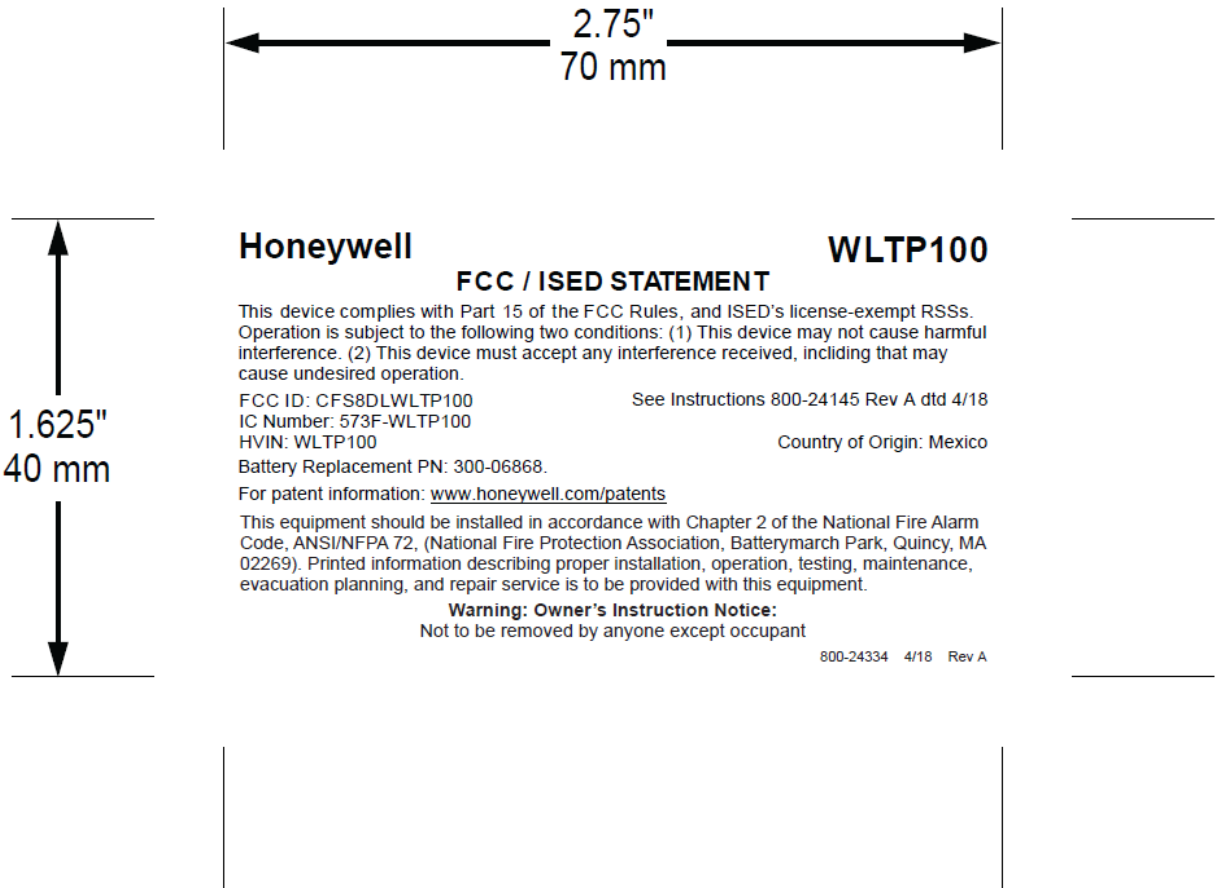 2.75"
70 mm
1.625"
40 mm
Honeywell WLTP100
FCC / ISED STATEMENT
This device complies with Part 15 of the FCC Rules, and ISED's license-exempt RSSs.
Operation is subject to the following two conditions: (1) This device may not cause harmful
interference. (2) This device must accept any interference received, incliding that may
cause undesired operation.
FCC ID: CFS8DLWLTP100 See Instructions 800-24145 Rev A dtd 4/18
IC Number: 573F-WLTP100
HVIN: WLTP100 Country of Origin: Mexico
Battery Replacement PN: 300-06868.
For patent information: www.honeywell.com/patents
This equipment should be installed in accordance with Chapter 2 of the National Fire Alarm
Code, ANSI/NFPA 72, (National Fire Protection Association, Batterymarch Park, Quincy, MA
02269). Printed information describing proper installation, operation, testing, maintenance,
evacuation planning, and repair service is to be provided with this equipment.
Warning: Owner's Instruction Notice:
Not to be removed by anyone except occupant
800-24334 4/18 Rev A